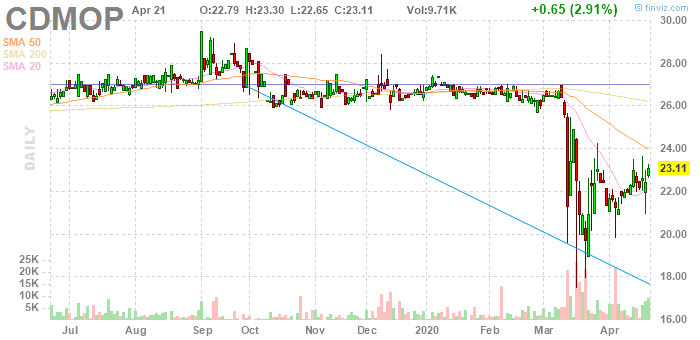 CDMOP Apr 21 O:22.79 H:23.30 L:22.65 C:23.11 Vol:9.71K +0.65 (2.91%) finviz.com
SMA 50
SMA 200
SMA 20
DAILY
30.00
28.00
26.00
24.00
23.11
22.00
20.00
18.00
16.00
25K
20K
15K
10K
5K
Jul Aug Sep Oct Nov Dec 2020 Feb Mar Apr